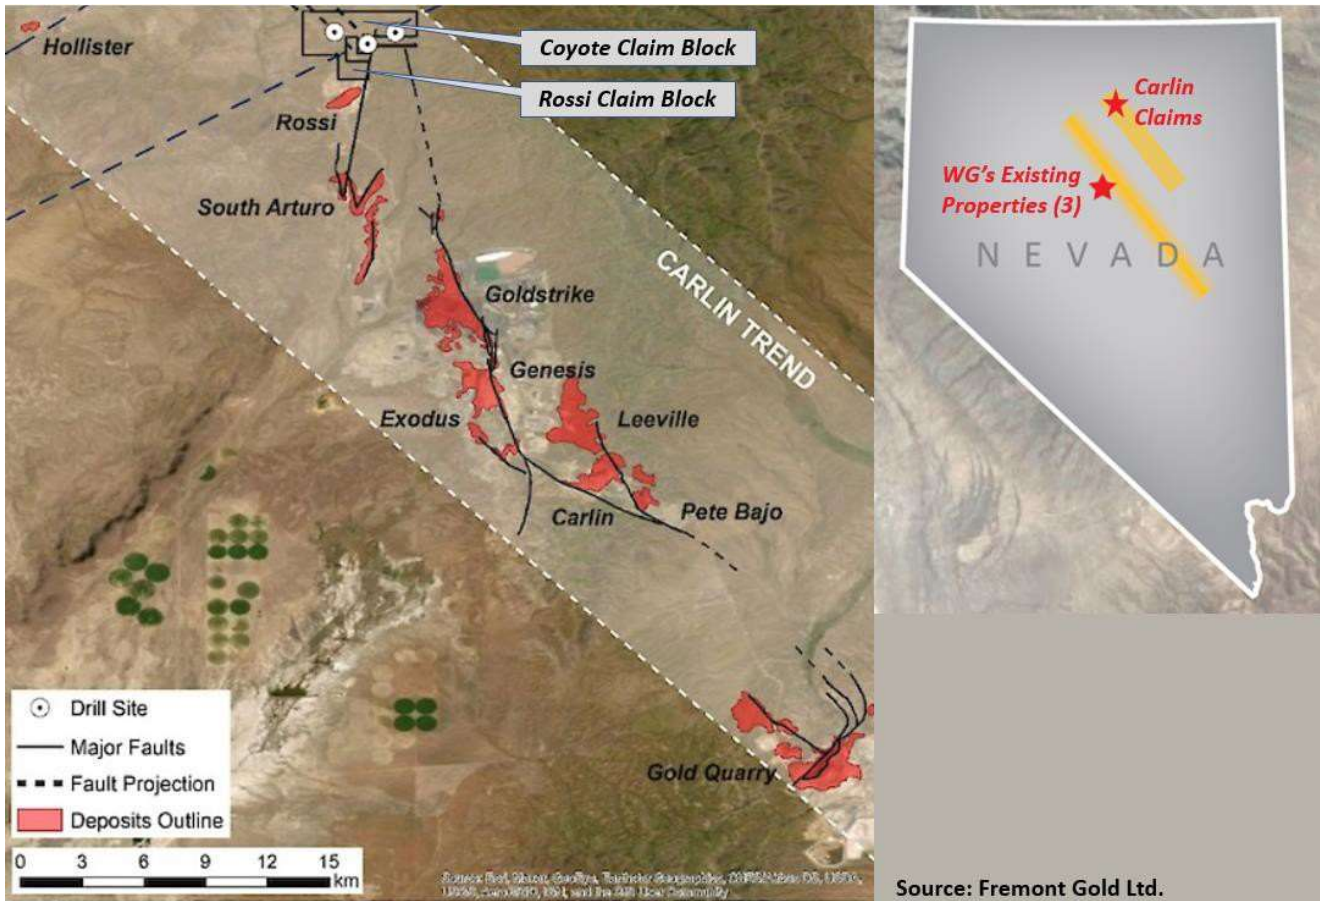 Hollister
Coyote Claim Block
Rossi Claim Block
Rossi
South Arturo
CARLIN TREND
Goldstrike
Genesis
Exodus
Leeville
Carlin
Pete Bajo
Gold Quarry
Drill Site
Major Faults
Fault Projection
Deposits Outline
0 3 6 9 12 15
km
Carlin
Claims
WG's Existing
Properties (3)
NEVADA
Source: Fremont Gold Ltd.